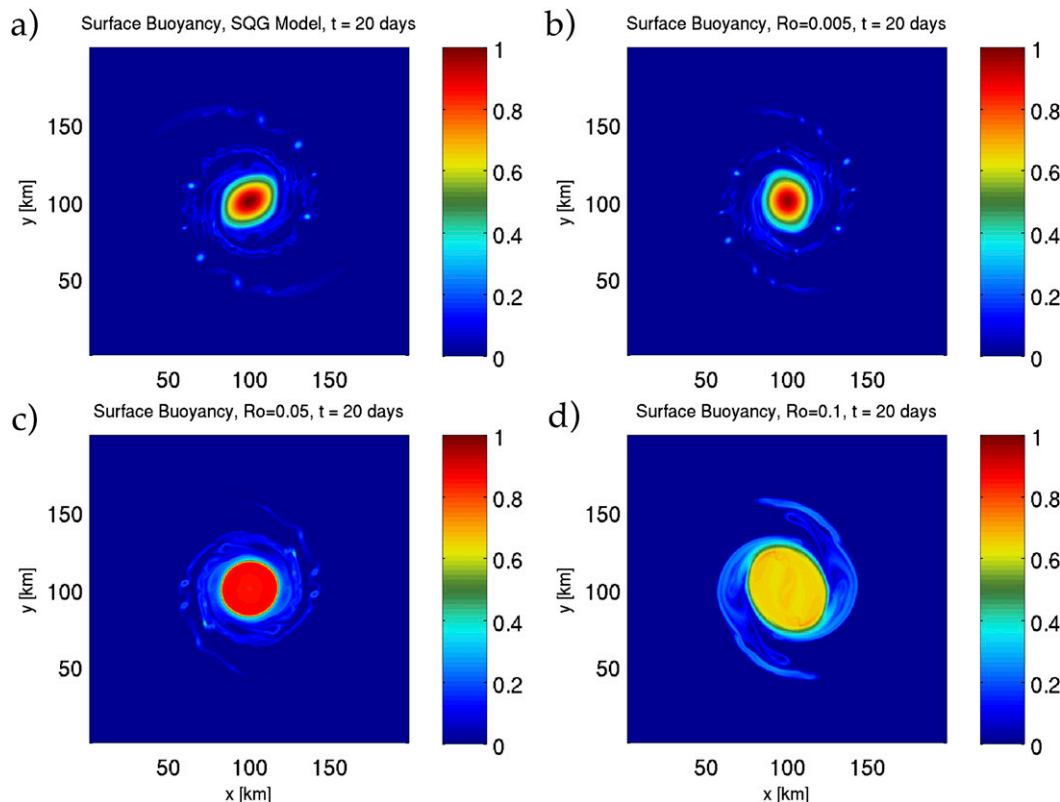 a)
Surface Buoyancy, SQG Model, t = 20 days
y [km]
150
100
50
50 100 150
1
0.8
0.6
0.4
0.2
0
b)
Surface Buoyancy, Ro=0.005, t = 20 days
y [km]
150
100
50
50 100 150
1
0.8
0.6
0.4
0.2
0
c)
Surface Buoyancy, Ro=0.05, t = 20 days
y [km]
150
100
50
50 100 150
x [km]
1
0.8
0.6
0.4
0.2
0
d)
Surface Buoyancy, Ro=0.1, t = 20 days
y [km]
150
100
50
50 100 150
x [km]
1
0.8
0.6
0.4
0.2
0